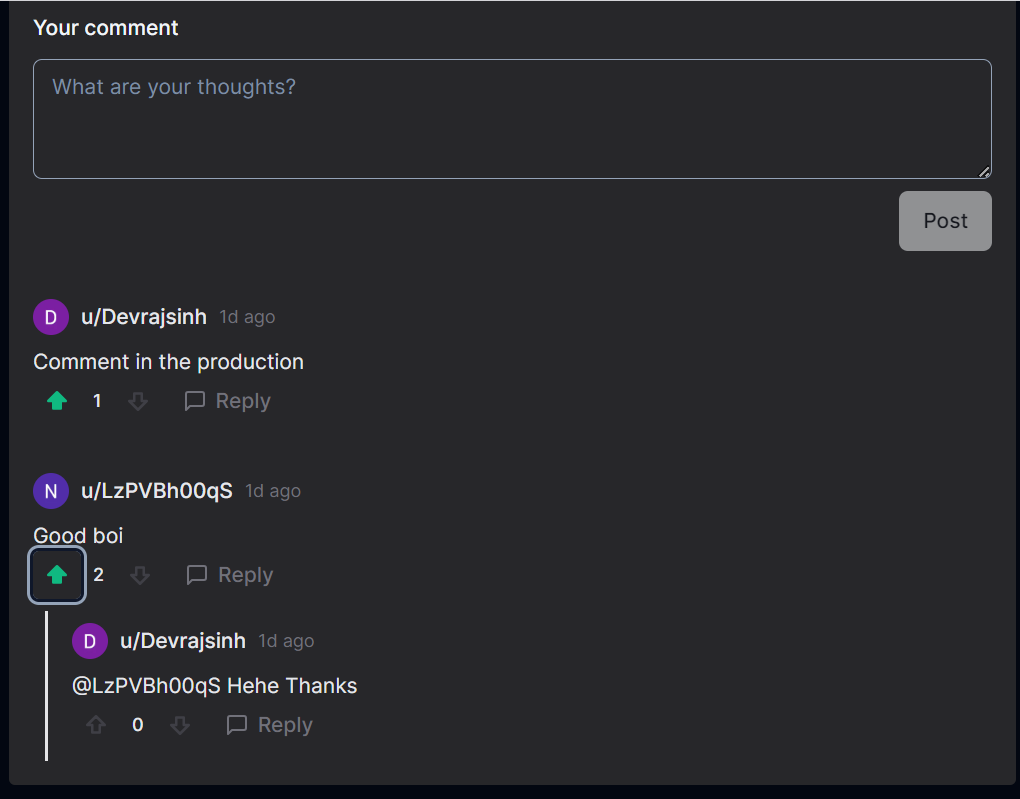 Your comment
What are your thoughts?
Post
D u/Devrajsinh 1d ago
Comment in the production
1 Reply
N u/LzPVBh00qS 1d ago
Good boi
2 Reply
D u/Devrajsinh 1d ago
@LzPVBh00qS Hehe Thanks
0 Reply